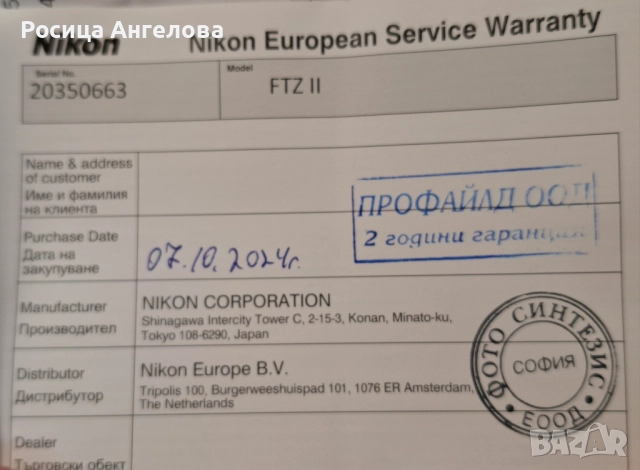 Росица Ангелова
Nikon Nikon European Service Warranty
Serial No. Model
20350663 FTZ II
Name & address
of customer
Име и фамилия
на клиента
ПРОФАЙЛД ООД
2 години гаранция
Purchase Date
Дата на
закупуване
07.10.2024г.
Manufacturer
Производител
NIKON CORPORATION
Shinagawa Intercity Tower C, 2-15-3, Konan, Minato-ku,
Tokyo 108-6290, Japan
Distributor
Дистрибутор
Nikon Europe B.V.
Tripolis 100, Burgerweeshuispad 101, 1076 ER Amsterdam,
The Netherlands
ФОТО СИНТЕЗИС
СОФИЯ
ЕООД
Dealer
Търговски обект
BAZAR